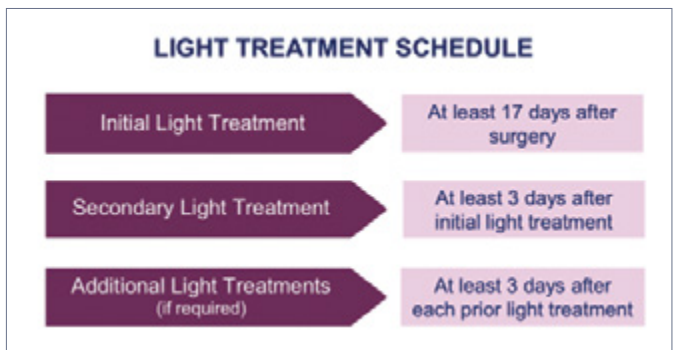 LIGHT TREATMENT SCHEDULE
Initial Light Treatment
At least 17 days after
surgery
Secondary Light Treatment
At least 3 days after
initial light treatment
Additional Light Treatments
(if required)
At least 3 days after
each prior light treatment